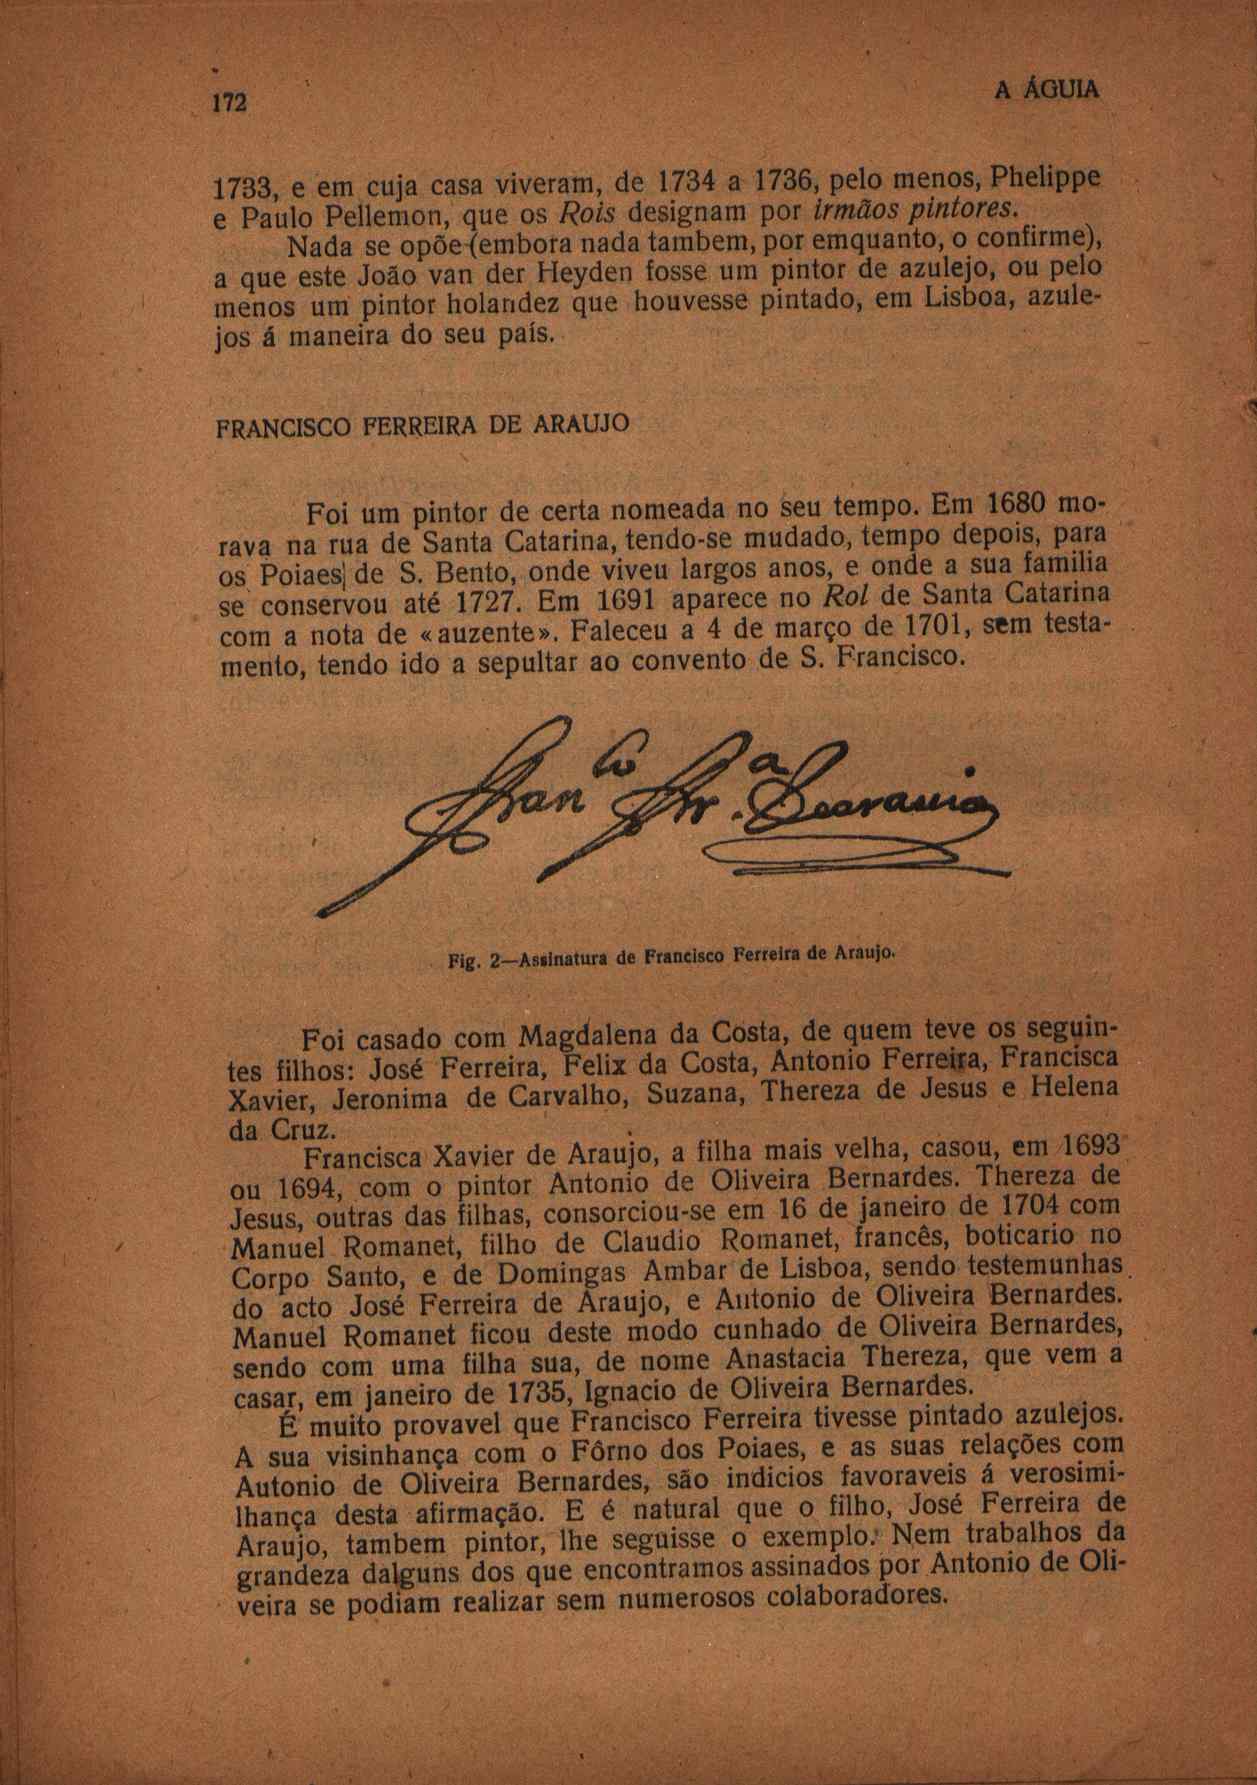 172
A ÁGUIA
1733, e em cuja casa viveram, de 1734 a 1736, pelo menos, Phelippe
e Paulo Pellemon, que os Rois designam por irmãos pintores.
Nada se opõe (embora nada tambem, por emquanto, o confirme),
a que este João van der Heyden fosse um pintor de azulejo, ou pelo
menos um pintor holandez que houvesse pintado, em Lisboa, azule-
jos á maneira do seu país.
FRANCISCO FERREIRA DE ARAUJO
Foi um pintor de certa nomeada no seu tempo. Em 1680 mo-
rava na rua de Santa Catarina, tendo-se mudado, tempo depois, para
os Poiaes de S. Bento, onde viveu largos anos, e onde a sua familia
se conservou até 1727. Em 1691 aparece no Rol de Santa Catarina
com a nota de «auzente». Faleceu a 4 de março de 1701, sem testa-
mento, tendo ido a sepultar ao convento de S. Francisco.
Fran.co Frr.a
Fig. 2—Assinatura de Francisco Ferreira de Araujo.
Foi casado com Magdalena da Costa, de quem teve os seguin-
tes filhos: José Ferreira, Felix da Costa, Antonio Ferreira, Francisca
Xavier, Jeronima de Carvalho, Suzana, Thereza de Jesus e Helena
da Cruz.
Francisca Xavier de Araujo, a filha mais velha, casou, em 1693
ou 1694, com o pintor Antonio de Oliveira Bernardes. Thereza de
Jesus, outras das filhas, consorciou-se em 16 de janeiro de 1704 com
Manuel Romanet, filho de Claudio Romanet, francês, boticario no
Corpo Santo, e de Domingas Ambar de Lisboa, sendo testemunhas
do acto José Ferreira de Araujo, e Antonio de Oliveira Bernardes.
Manuel Romanet ficou deste modo cunhado de Oliveira Bernardes,
sendo com uma filha sua, de nome Anastacia Thereza, que vem a
casar, em janeiro de 1735, Ignacio de Oliveira Bernardes.
É muito provavel que Francisco Ferreira tivesse pintado azulejos.
A sua visinhança com o Fôrno dos Poiaes, e as suas relações com
Autonio de Oliveira Bernardes, são indicios favoraveis á verosimi-
lhança desta afirmação. E é natural que o filho, José Ferreira de
Araujo, tambem pintor, lhe seguisse o exemplo. Nem trabalhos da
grandeza dalguns dos que encontramos assinados por Antonio de Oli-
veira se podiam realizar sem numerosos colaboradores.